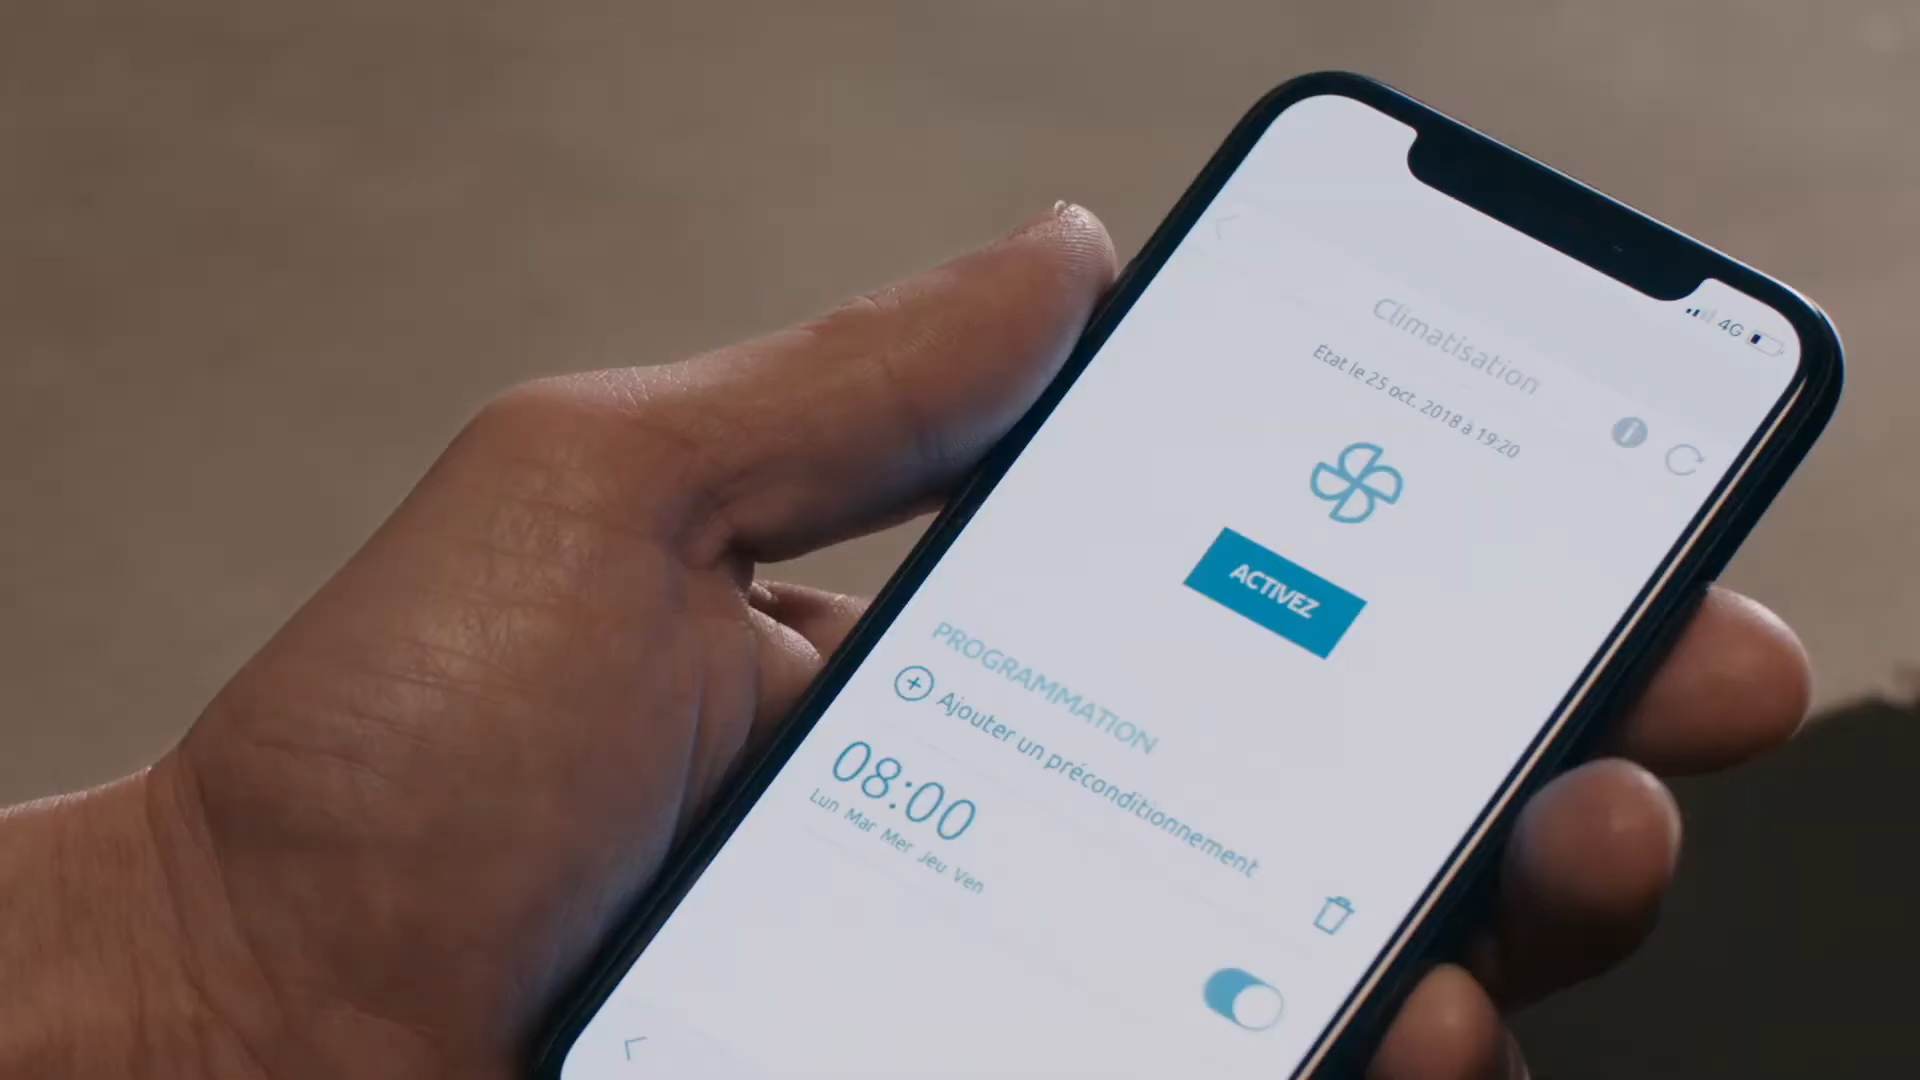 4G
Climatisation
État le 25 oct. 2018 à 19:20
ACTIVEZ
PROGRAMMATION
Ajouter un préconditionnement
08:00
Lun Mar Mer Jeu Ven